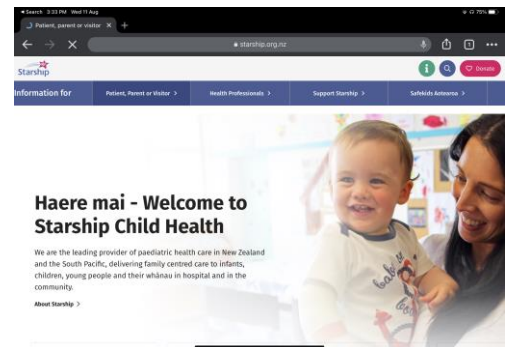 Search 3:33 PM Wed 11 Aug
75%
Patient, parent or visitor
starship.org.nz
1
Starship
i
Donate
Information for
Patient, Parent or Visitor >
Health Professionals >
Support Starship >
Safekids Aotearoa >
Haere mai - Welcome to
Starship Child Health
We are the leading provider of paediatric health care in New Zealand
and the South Pacific, delivering family centred care to infants,
children, young people and their whānau in hospital and in the
community.
About Starship >